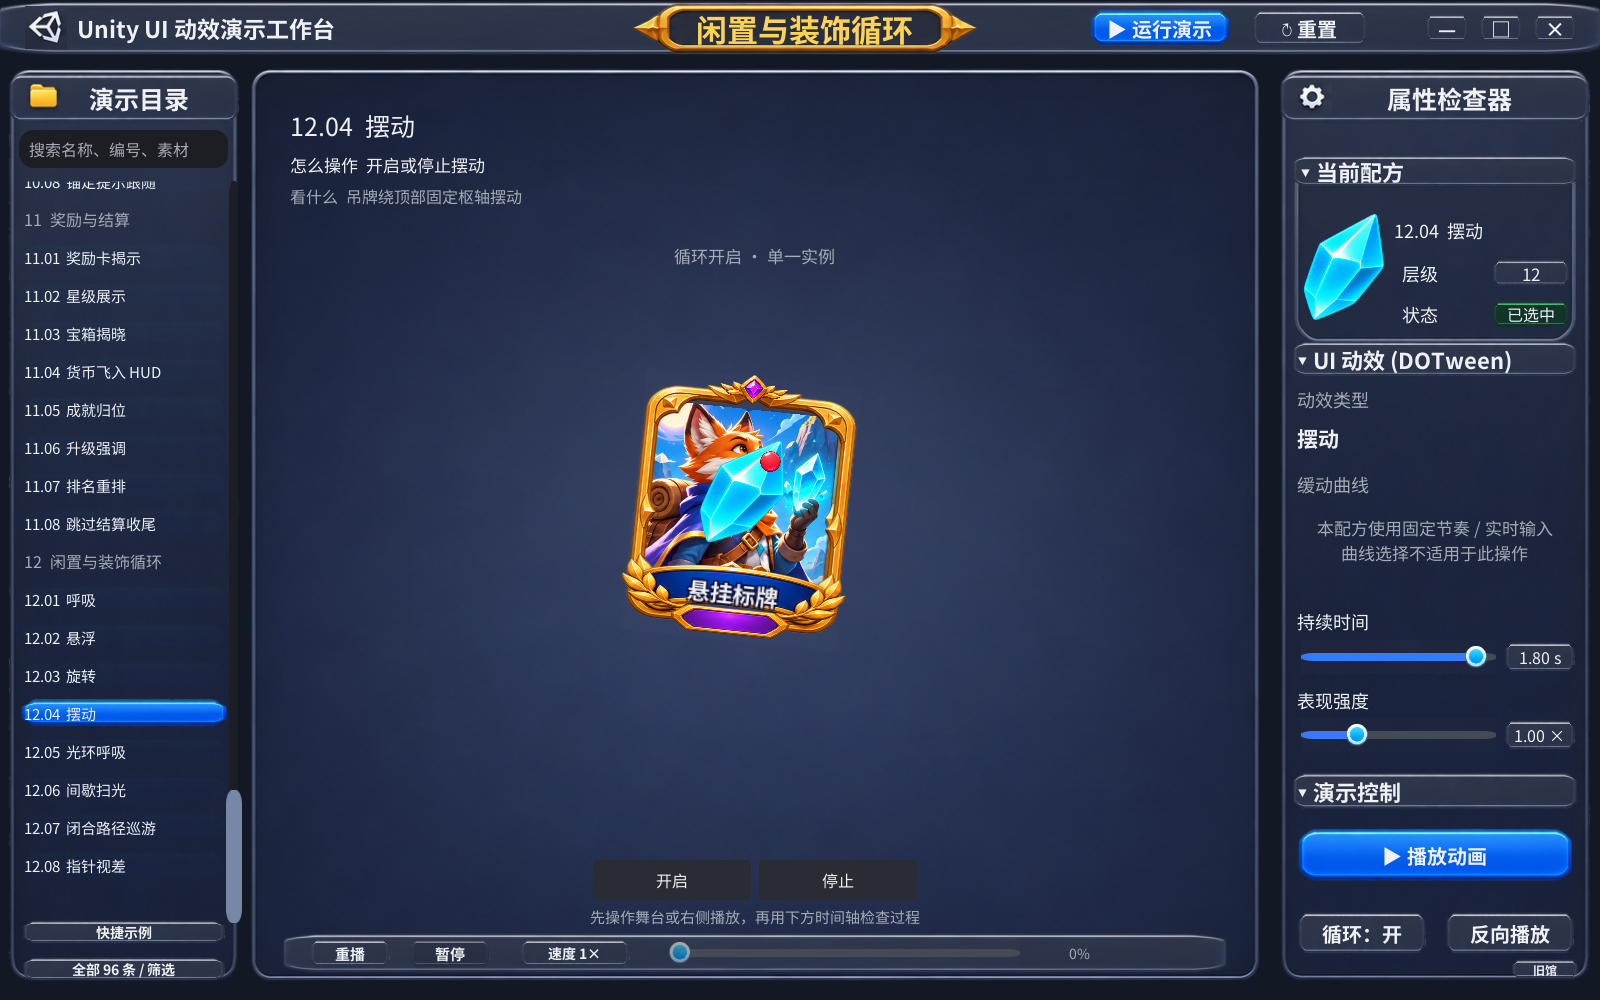 Unity UI 动效演示工作台
闲置与装饰循环
▶ 运行演示
重置
演示目录
搜索名称、编号、素材
10.08 锚定提示跟随
11 奖励与结算
11.01 奖励卡揭示
11.02 星级展示
11.03 宝箱揭晓
11.04 货币飞入 HUD
11.05 成就归位
11.06 升级强调
11.07 排名重排
11.08 跳过结算收尾
12 闲置与装饰循环
12.01 呼吸
12.02 悬浮
12.03 旋转
12.04 摆动
12.05 光环呼吸
12.06 间歇扫光
12.07 闭合路径巡游
12.08 指针视差
快捷示例
全部 96 条 / 筛选
12.04 摆动
怎么操作 开启或停止摆动
看什么 吊牌绕顶部固定枢轴摆动
循环开启 · 单一实例
悬挂标牌
开启
停止
先操作舞台或右侧播放，再用下方时间轴检查过程
重播
暂停
速度 1×
0%
属性检查器
▼ 当前配方
12.04 摆动
层级
12
状态
已选中
▼ UI 动效 (DOTween)
动效类型
摆动
缓动曲线
本配方使用固定节奏 / 实时输入
曲线选择不适用于此操作
持续时间
1.80 s
表现强度
1.00 ×
▼ 演示控制
▶ 播放动画
循环：开
反向播放
旧馆